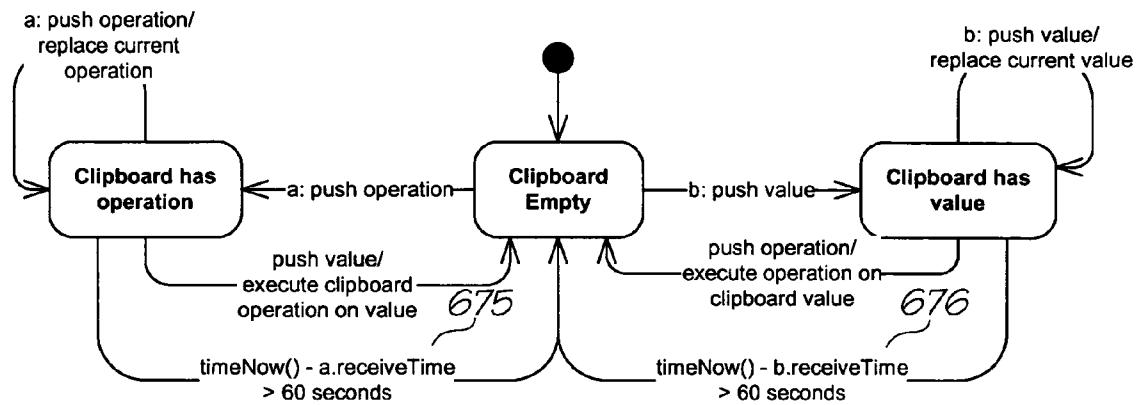 a: push operation/
replace current
operation
b: push value/
replace current value
Clipboard has
operation
a: push operation
Clipboard
Empty
b: push value
Clipboard has
value
push value/
execute clipboard
operation on value
675
push operation/
execute operation on
clipboard value
676
timeNow() - a.receiveTime
> 60 seconds
timeNow() - b.receiveTime
> 60 seconds